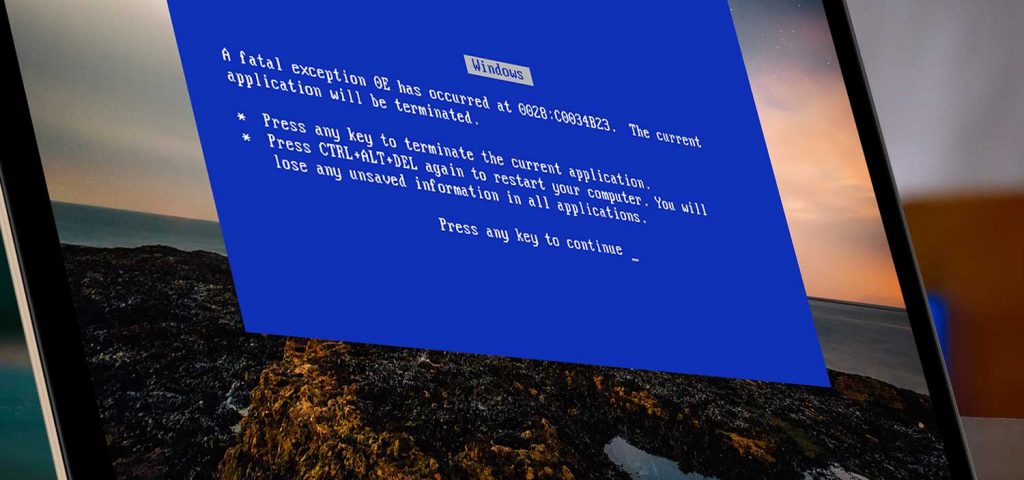 Windows
A fatal exception 0E has occurred at 0028:C0034B23. The current
application will be terminated.
* Press any key to terminate the current application.
* Press CTRL+ALT+DEL again to restart your computer. You will
lose any unsaved information in all applications.
Press any key to continue _